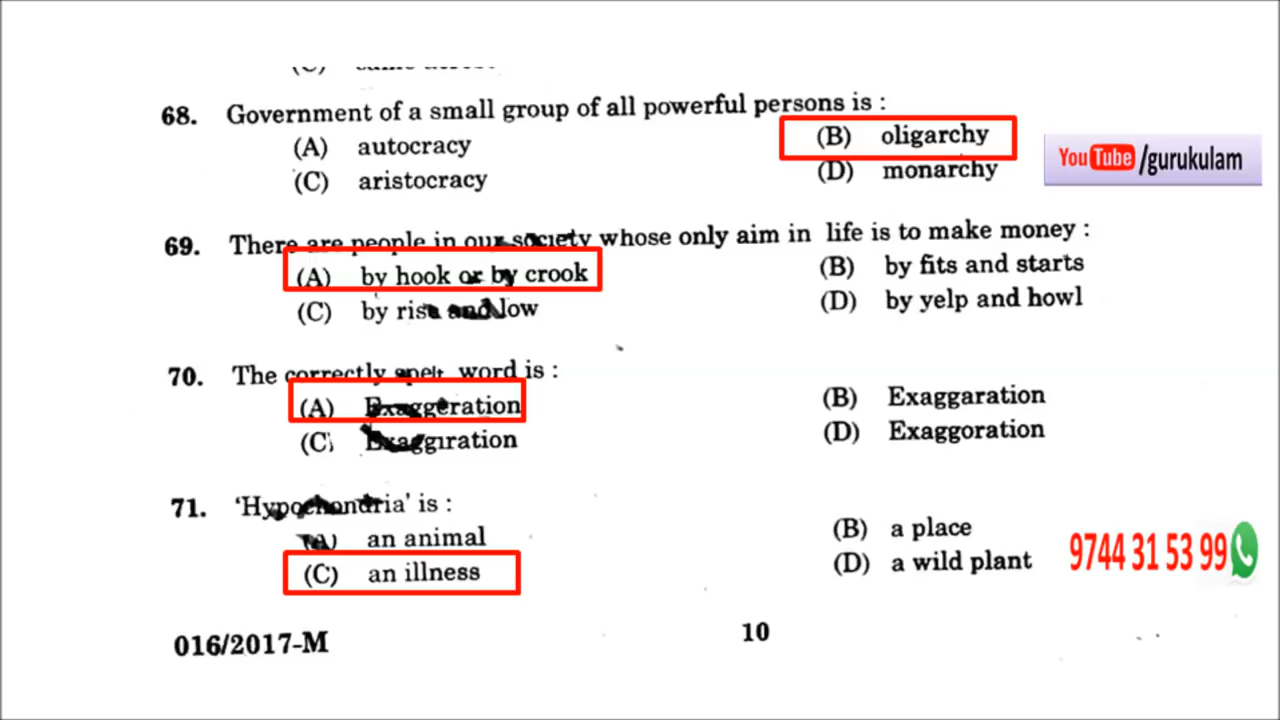 68. Government of a small group of all powerful persons is :
(A) autocracy (B) oligarchy
(C) aristocracy (D) monarchy
YouTube/gurukulam
69. There are people in our society whose only aim in life is to make money :
(A) by hook or by crook (B) by fits and starts
(C) by rise and low (D) by yelp and howl
70. The correctly spelt word is :
(A) Exaggeration (B) Exaggaration
(C) Exaggiration (D) Exaggoration
71. ‘Hypochondria’ is :
(A) an animal (B) a place
(C) an illness (D) a wild plant
9744 31 53 99
016/2017-M 10